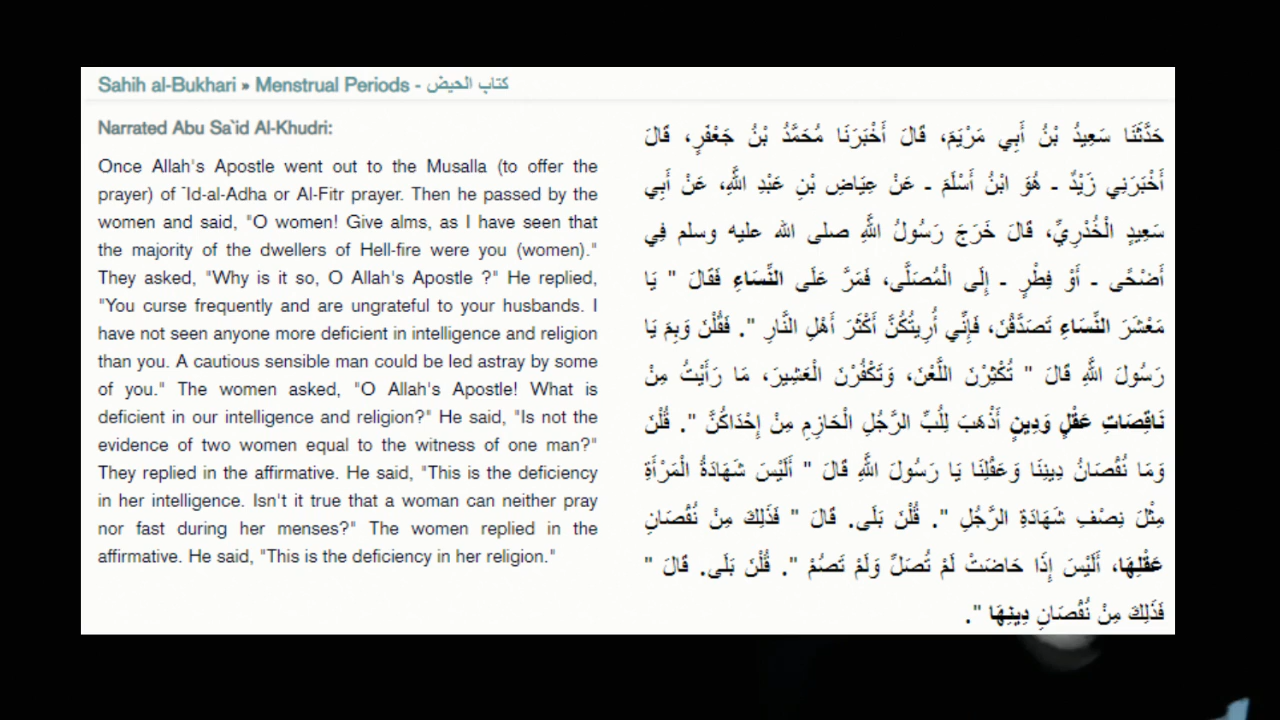 Sahih al-Bukhari » Menstrual Periods - كتاب الحيض
Narrated Abu Sa`id Al-Khudri:
Once Allah's Apostle went out to the Musalla (to offer the
prayer) of `Id-al-Adha or Al-Fitr prayer. Then he passed by the
women and said, "O women! Give alms, as I have seen that
the majority of the dwellers of Hell-fire were you (women)."
They asked, "Why is it so, O Allah's Apostle ?" He replied,
"You curse frequently and are ungrateful to your husbands. I
have not seen anyone more deficient in intelligence and religion
than you. A cautious sensible man could be led astray by some
of you." The women asked, "O Allah's Apostle! What is
deficient in our intelligence and religion?" He said, "Is not the
evidence of two women equal to the witness of one man?"
They replied in the affirmative. He said, "This is the deficiency
in her intelligence. Isn't it true that a woman can neither pray
nor fast during her menses?" The women replied in the
affirmative. He said, "This is the deficiency in her religion."
حَدَّثَنَا سَعِيدُ بْنُ أَبِي مَرْيَمَ، قَالَ أَخْبَرَنَا مُحَمَّدُ بْنُ جَعْفَرٍ، قَالَ
أَخْبَرَنِي زَيْدٌ ـ هُوَ ابْنُ أَسْلَمَ ـ عَنْ عِيَاضِ بْنِ عَبْدِ اللَّهِ، عَنْ أَبِي
سَعِيدٍ الْخُدْرِيِّ، قَالَ خَرَجَ رَسُولُ اللَّهِ صلى الله عليه وسلم فِي
أَضْحًى ـ أَوْ فِطْرٍ ـ إِلَى الْمُصَلَّى، فَمَرَّ عَلَى النِّسَاءِ فَقَالَ " يَا
مَعْشَرَ النِّسَاءِ تَصَدَّقْنَ، فَإِنِّي أُرِيتُكُنَّ أَكْثَرَ أَهْلِ النَّارِ ". فَقُلْنَ وَبِمَ يَا
رَسُولَ اللَّهِ قَالَ " تُكْثِرْنَ اللَّعْنَ، وَتَكْفُرْنَ الْعَشِيرَ، مَا رَأَيْتُ مِنْ
نَاقِصَاتِ عَقْلٍ وَدِينٍ أَذْهَبَ لِلُبِّ الرَّجُلِ الْحَازِمِ مِنْ إِحْدَاكُنَّ ". قُلْنَ
وَمَا نُقْصَانُ دِينِنَا وَعَقْلِنَا يَا رَسُولَ اللَّهِ قَالَ " أَلَيْسَ شَهَادَةُ الْمَرْأَةِ
مِثْلَ نِصْفِ شَهَادَةِ الرَّجُلِ ". قُلْنَ بَلَى. قَالَ " فَذَلِكَ مِنْ نُقْصَانِ
عَقْلِهَا، أَلَيْسَ إِذَا حَاضَتْ لَمْ تُصَلِّ وَلَمْ تَصُمْ ". قُلْنَ بَلَى. قَالَ "
فَذَلِكَ مِنْ نُقْصَانِ دِينِهَا ".